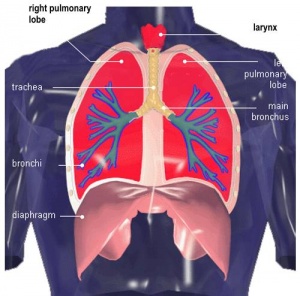 right pulmonary
lobe
larynx
trachea
le
pulmonary
lobe
main
bronchus
bronchi
diaphragm